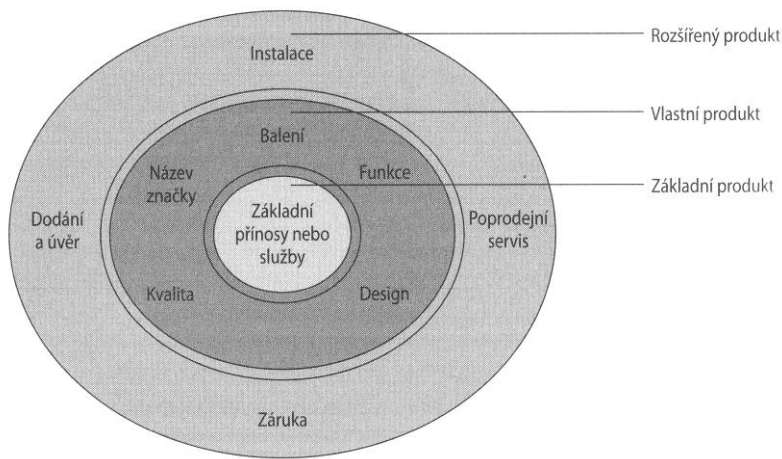 Rozšířený produkt
Instalace
Vlastní produkt
Balení
Název
značky
Funkce
Základní produkt
Základní
přínosy nebo
služby
Dodání
a úvěr
Poprodejní
servis
Kvalita
Design
Záruka